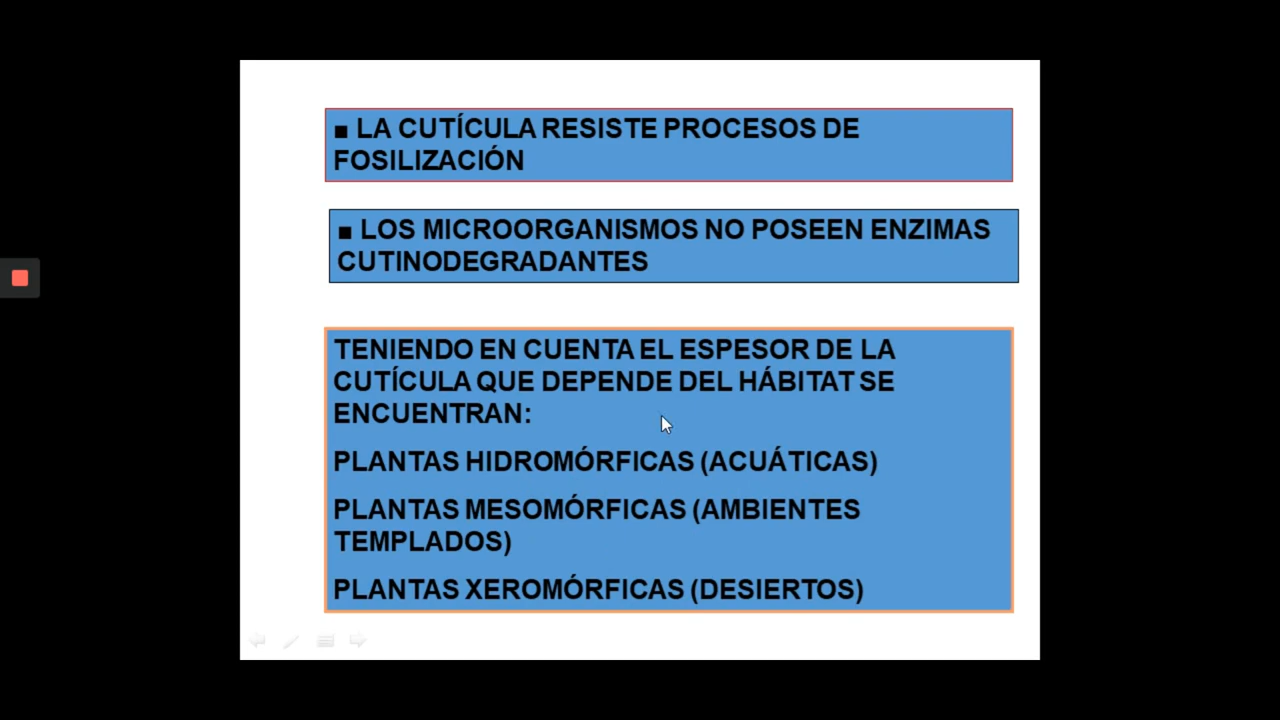 ■ LA CUTÍCULA RESISTE PROCESOS DE
FOSILIZACIÓN
■ LOS MICROORGANISMOS NO POSEEN ENZIMAS
CUTINODEGRADANTES
TENIENDO EN CUENTA EL ESPESOR DE LA
CUTÍCULA QUE DEPENDE DEL HÁBITAT SE
ENCUENTRAN:
PLANTAS HIDROMÓRFICAS (ACUÁTICAS)
PLANTAS MESOMÓRFICAS (AMBIENTES
TEMPLADOS)
PLANTAS XEROMÓRFICAS (DESIERTOS)